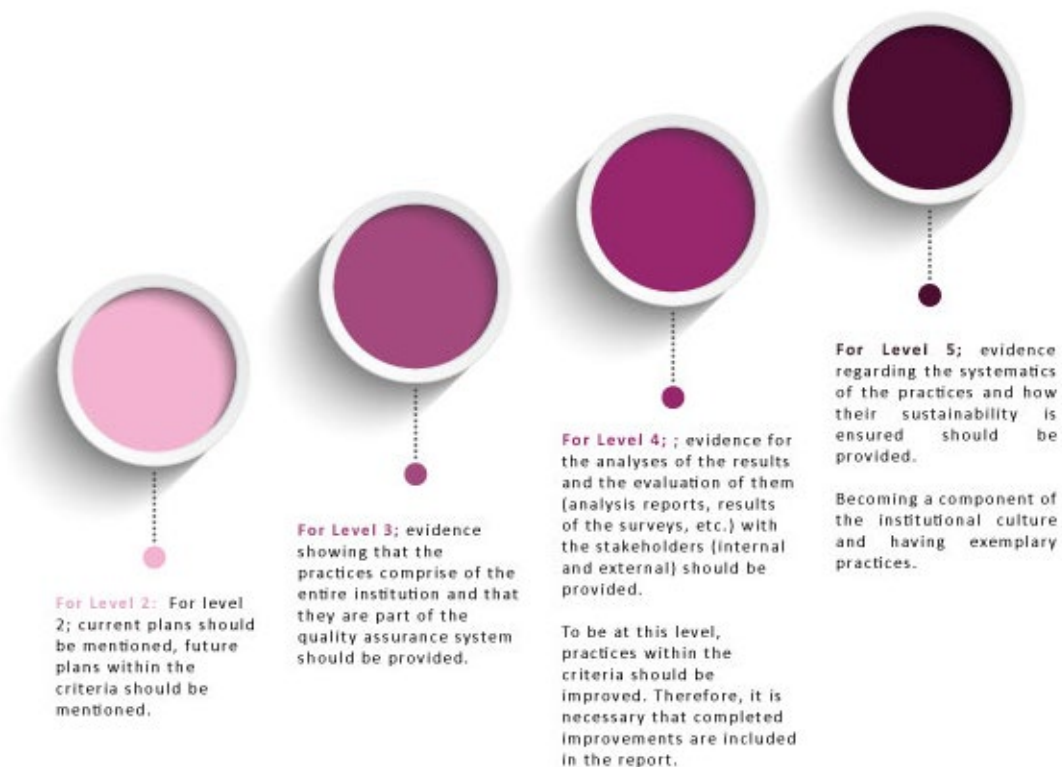 For Level 2: For level
2; current plans should
be mentioned, future
plans within the
criteria should be
mentioned.
For Level 3; evidence
showing that the
practices comprise of the
entire institution and that
they are part of the
quality assurance system
should be provided.
For Level 4; ; evidence for
the analyses of the results
and the evaluation of them
(analysis reports, results
of the surveys, etc.) with
the stakeholders (internal
and external) should be
provided.
To be at this level,
practices within the
criteria should be
improved. Therefore, it is
necessary that completed
improvements are included
in the report.
For Level 5; evidence
regarding the systematics
of the practices and how
their sustainability is
ensured should be
provided.
Becoming a component of
the institutional culture
and having exemplary
practices.